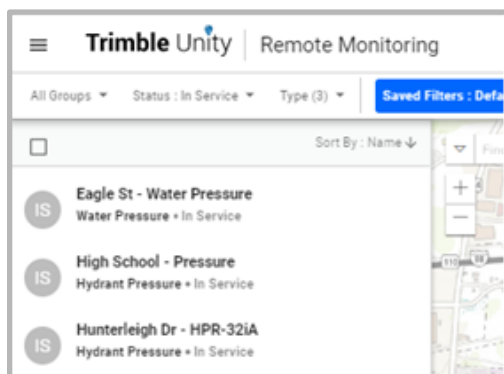 Trimble Unity Remote Monitoring
All Groups Status : In Service Type (3) Saved Filters : Defa
Sort By : Name
Find
IS
Eagle St - Water Pressure
Water Pressure • In Service
IS
High School - Pressure
Hydrant Pressure • In Service
110
IS
Hunterleigh Dr - HPR-32iA
Hydrant Pressure • In Service